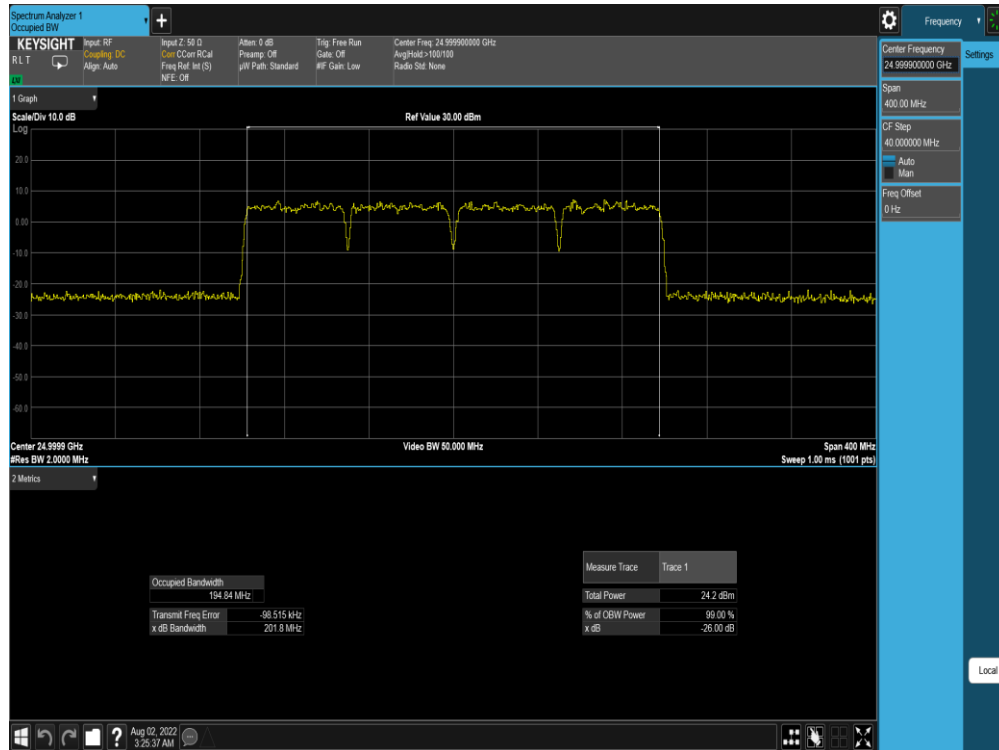 Spectrum Analyzer 1
Occupied BW
+
Frequency
KEYSIGHT
RLT
LXI
Input: RF
Coupling: DC
Align: Auto
Input Z: 50 Ω
Corr CCorr RCal
Freq Ref: Int (S)
NFE: Off
Atten: 0 dB
Preamp: Off
µW Path: Standard
Trig: Free Run
Gate: Off
#IF Gain: Low
Center Freq: 24.999900000 GHz
Avg|Hold:>100/100
Radio Std: None
Center Frequency
24.999900000 GHz
Settings
Span
400.00 MHz
CF Step
40.000000 MHz
Auto
Man
Freq Offset
0 Hz
1 Graph
Scale/Div 10.0 dB
Ref Value 30.00 dBm
Log
20.0
10.0
0.00
-10.0
-20.0
-30.0
-40.0
-50.0
-60.0
Center 24.9999 GHz
Video BW 50.000 MHz
Span 400 MHz
#Res BW 2.0000 MHz
Sweep 1.00 ms (1001 pts)
2 Metrics
Measure Trace Trace 1
Occupied Bandwidth
194.84 MHz
Total Power 24.2 dBm
Transmit Freq Error -98.515 kHz
% of OBW Power 99.00 %
x dB Bandwidth 201.8 MHz
x dB -26.00 dB
Local
?
Aug 02, 2022
3:25:37 AM